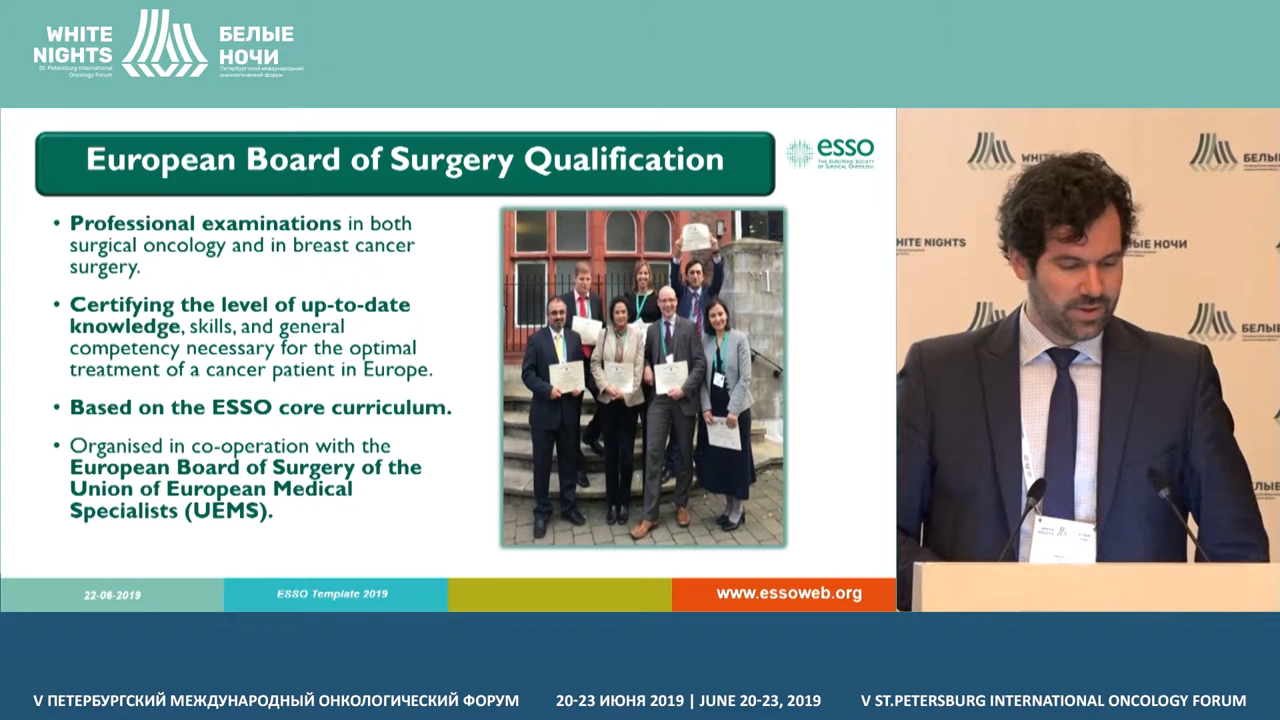 WHITE
NIGHTS
St. Petersburg International
Oncology Forum
БЕЛЫЕ
НОЧИ
Петербургский международный
онкологический форум
European Board of Surgery Qualification
esso
THE EUROPEAN SOCIETY
OF SURGICAL ONCOLOGY
• Professional examinations in both
surgical oncology and in breast cancer
surgery.
• Certifying the level of up-to-date
knowledge, skills, and general
competency necessary for the optimal
treatment of a cancer patient in Europe.
• Based on the ESSO core curriculum.
• Organised in co-operation with the
European Board of Surgery of the
Union of European Medical
Specialists (UEMS).
22-06-2019
ESSO Template 2019
www.essoweb.org
WHITE
БЕЛЫЕ
HITE NIGHTS
ЫЕ НОЧИ
БЕЛЫЕ
ЕЛЫЕ
V ПЕТЕРБУРГСКИЙ МЕЖДУНАРОДНЫЙ ОНКОЛОГИЧЕСКИЙ ФОРУМ
20-23 ИЮНЯ 2019 | JUNE 20-23, 2019
V ST.PETERSBURG INTERNATIONAL ONCOLOGY FORUM